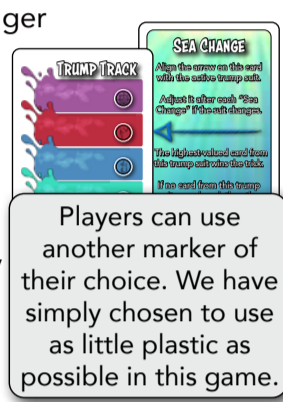 ger
SEA CHANGE
Align the arrow on this card
with the active trump suit.
Adjust it after each "Sea
Change" if the suit changes.
The highest-valued card from
this trump suit wins the trick.
If no card from this trump
TRUMP TRACK
Players can use
another marker of
their choice. We have
simply chosen to use
as little plastic as
possible in this game.